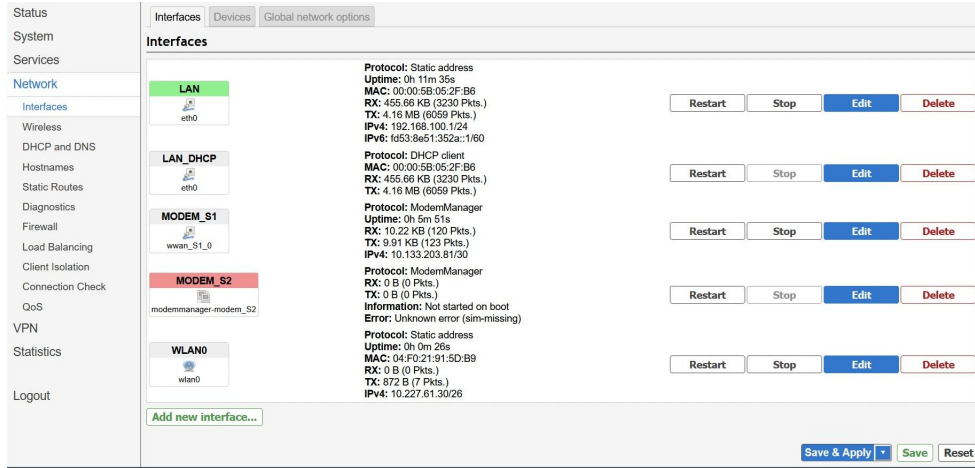 Status
System
Services
Network
Interfaces
Wireless
DHCP and DNS
Hostnames
Static Routes
Diagnostics
Firewall
Load Balancing
Client Isolation
Connection Check
QoS
VPN
Statistics
Logout
Interfaces Devices Global network options
Interfaces
LAN
eth0
Protocol: Static address
Uptime: 0h 11m 35s
MAC: 00:00:5B:05:2F:B6
RX: 455.66 KB (3230 Pkts.)
TX: 4.16 MB (6059 Pkts.)
IPv4: 192.168.100.1/24
IPv6: fd53:8e51:352a::1/60
Restart Stop Edit Delete
LAN_DHCP
eth0
Protocol: DHCP client
MAC: 00:00:5B:05:2F:B6
RX: 455.66 KB (3230 Pkts.)
TX: 4.16 MB (6059 Pkts.)
Restart Stop Edit Delete
MODEM_S1
wwan_S1_0
Protocol: ModemManager
Uptime: 0h 5m 51s
RX: 10.22 KB (120 Pkts.)
TX: 9.91 KB (123 Pkts.)
IPv4: 10.133.203.81/30
Restart Stop Edit Delete
MODEM_S2
modemmanager-modem_S2
Protocol: ModemManager
RX: 0 B (0 Pkts.)
TX: 0 B (0 Pkts.)
Information: Not started on boot
Error: Unknown error (sim-missing)
Restart Stop Edit Delete
WLAN0
wlan0
Protocol: Static address
Uptime: 0h 0m 26s
MAC: 04:F0:21:91:5D:B9
RX: 0 B (0 Pkts.)
TX: 872 B (7 Pkts.)
IPv4: 10.227.61.30/26
Restart Stop Edit Delete
Add new interface...
Save & Apply Save Reset